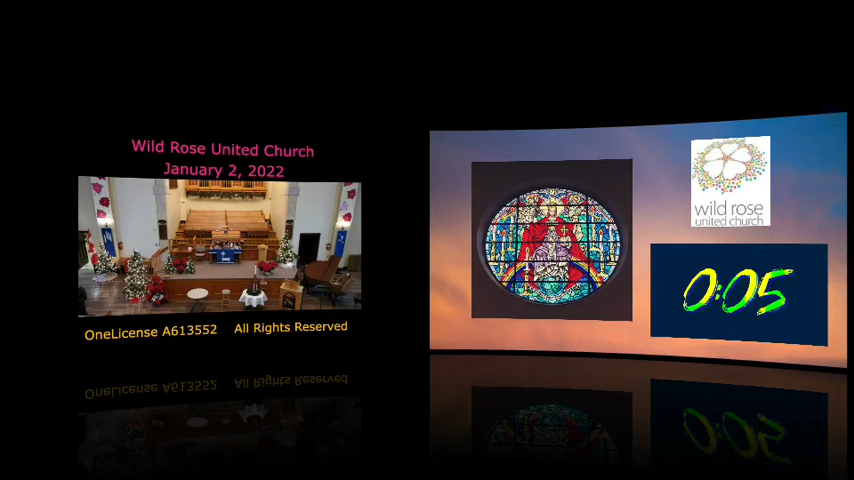 Wild Rose United Church
January 2, 2022
OneLicense A613552 All Rights Reserved
wild rose
united church
0:05